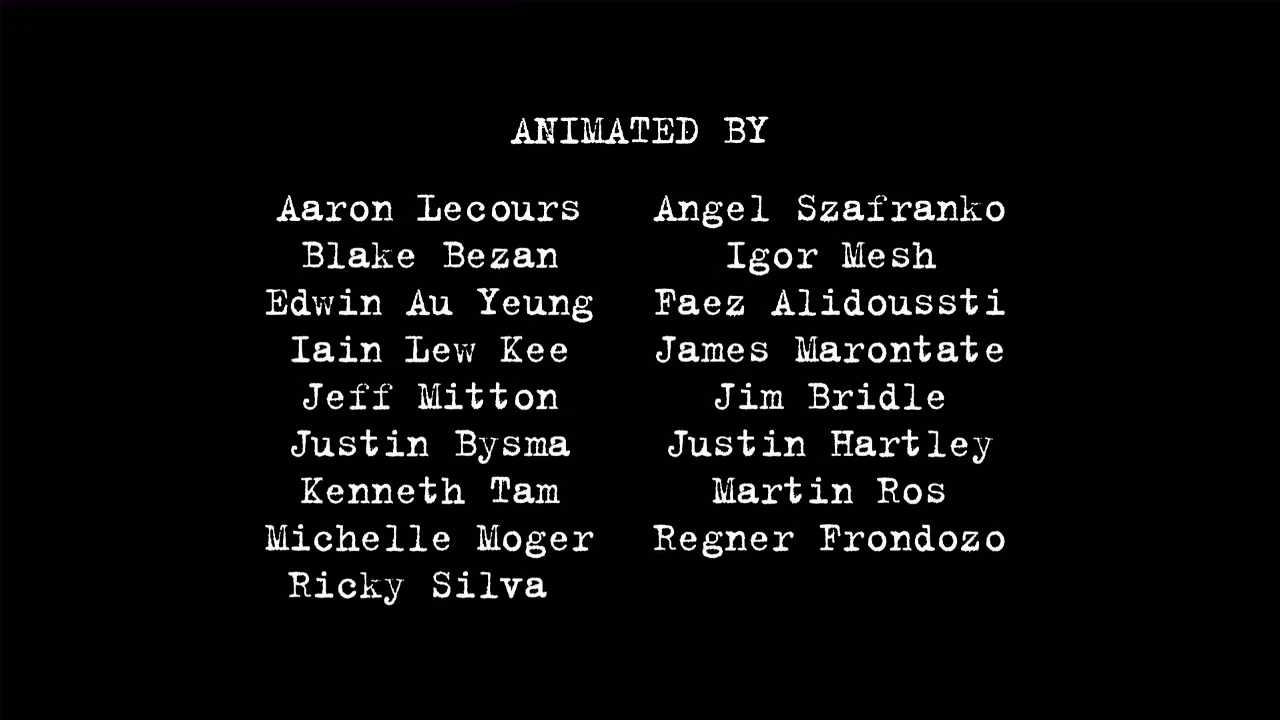 ANIMATED BY
Aaron Lecours Angel Szafranko
Blake Bezan Igor Mesh
Edwin Au Yeung Faez Alidoussti
Iain Lew Kee James Marontate
Jeff Mitton Jim Bridle
Justin Bysma Justin Hartley
Kenneth Tam Martin Ros
Michelle Moger Regner Frondozo
Ricky Silva